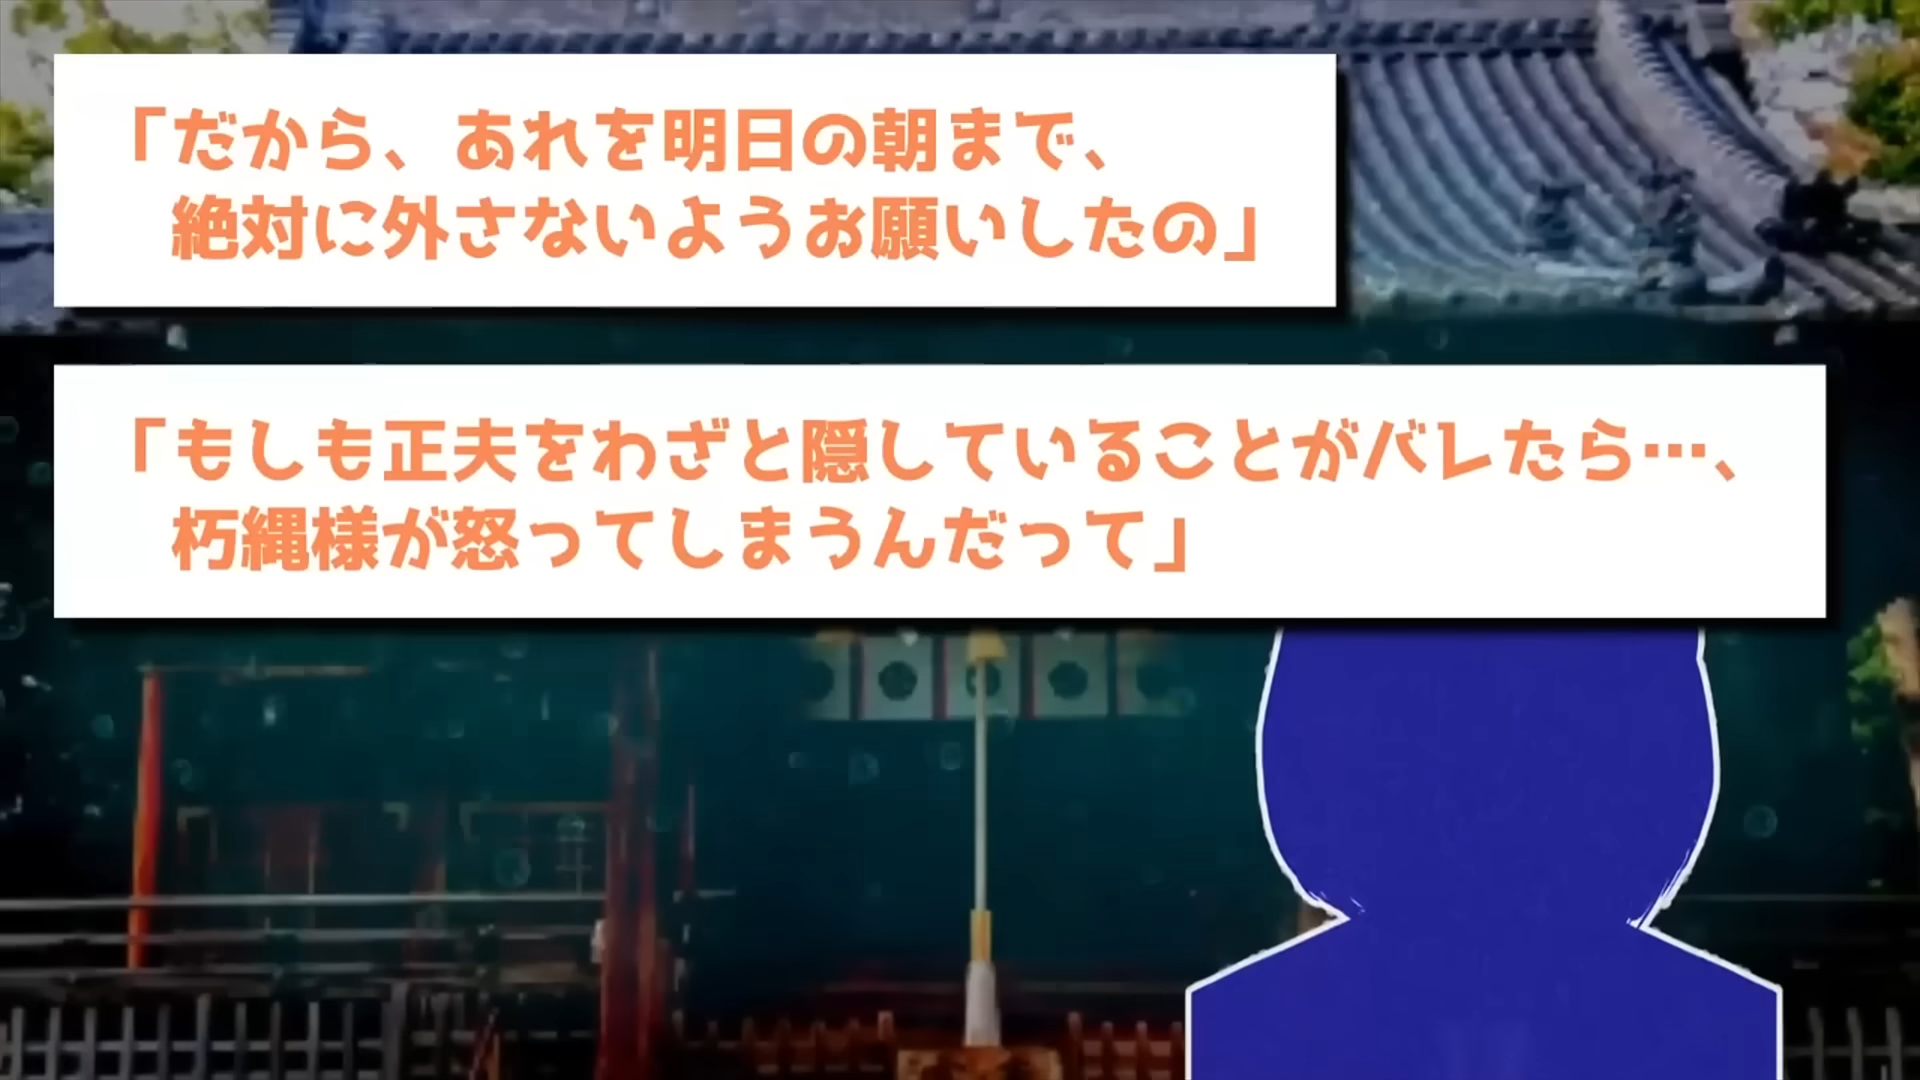 「だから、あれを明日の朝まで、
絶対に外さないようお願いしたの」
「もしも正夫をわざと隠していることがバレたら…、
朽縄様が怒ってしまうんだって」